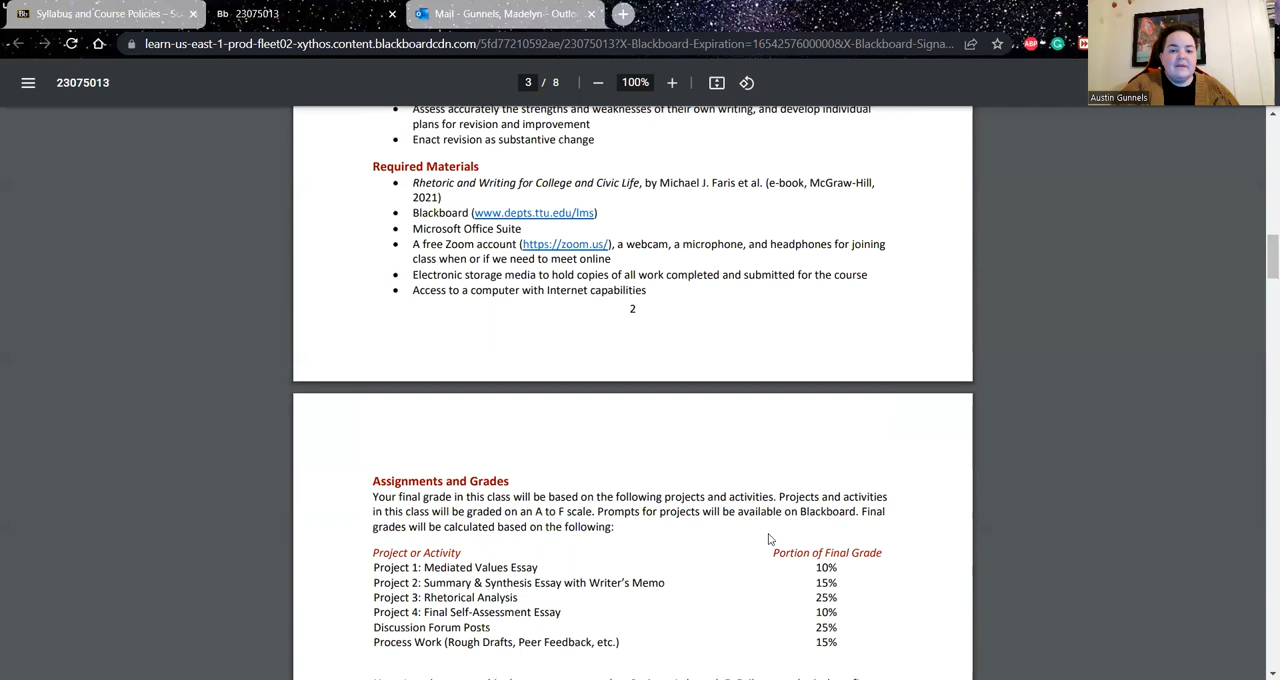 Syllabus and Course Policies – Su
23075013
Mail - Gunnels, Madelyn - Outlo
learn-us-east-1-prod-fleet02-xythos.content.blackboardcdn.com/5fd77210592ae/23075013?X-Blackboard-Expiration=1654257600000&X-Blackboard-Signa...
ABP
23075013
3 / 8
100%
Austin Gunnels
Assess accurately the strengths and weaknesses of their own writing, and develop individual
plans for revision and improvement
Enact revision as substantive change
Required Materials
Rhetoric and Writing for College and Civic Life, by Michael J. Faris et al. (e-book, McGraw-Hill,
2021)
Blackboard (www.depts.ttu.edu/lms)
Microsoft Office Suite
A free Zoom account (https://zoom.us/), a webcam, a microphone, and headphones for joining
class when or if we need to meet online
Electronic storage media to hold copies of all work completed and submitted for the course
Access to a computer with Internet capabilities
2
Assignments and Grades
Your final grade in this class will be based on the following projects and activities. Projects and activities
in this class will be graded on an A to F scale. Prompts for projects will be available on Blackboard. Final
grades will be calculated based on the following:
Project or Activity Portion of Final Grade
Project 1: Mediated Values Essay 10%
Project 2: Summary & Synthesis Essay with Writer's Memo 15%
Project 3: Rhetorical Analysis 25%
Project 4: Final Self-Assessment Essay 10%
Discussion Forum Posts 25%
Process Work (Rough Drafts, Peer Feedback, etc.) 15%